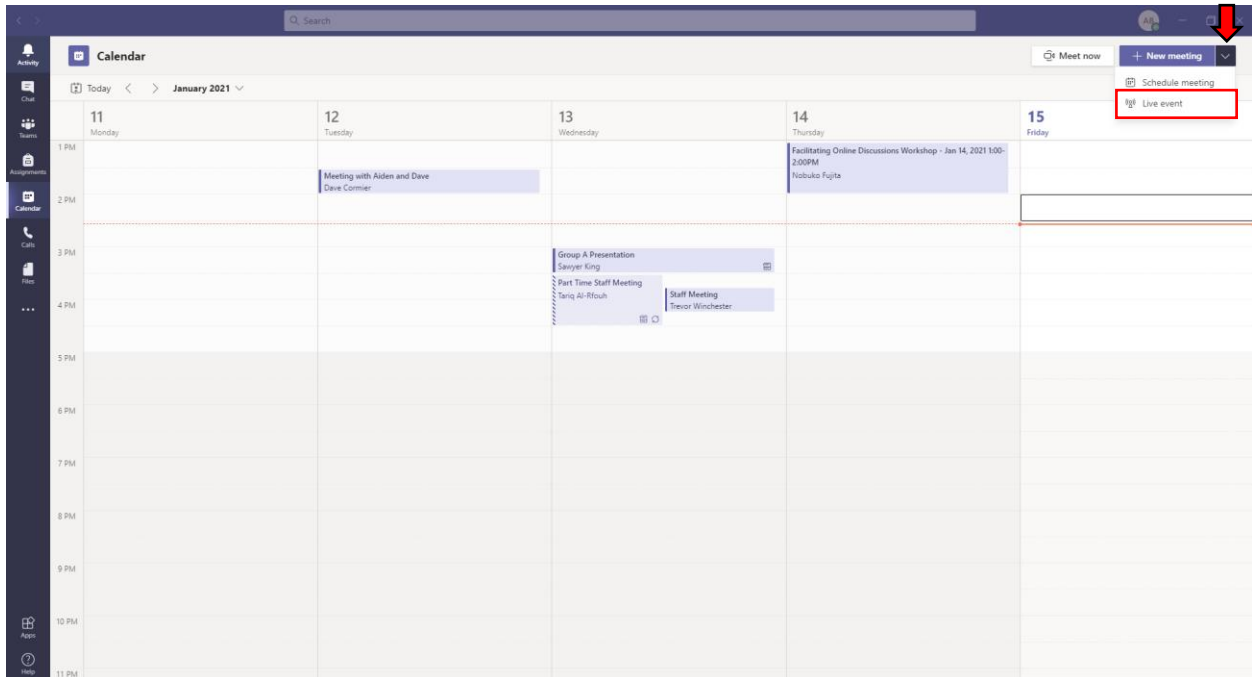 Search
AB
Activity
Chat
Teams
Assignments
Calendar
Calls
Files
Apps
Help
Calendar
Meet now
New meeting
Schedule meeting
Live event
Today
January 2021
11
Monday
12
Tuesday
13
Wednesday
14
Thursday
15
Friday
1 PM
2 PM
3 PM
4 PM
5 PM
6 PM
7 PM
8 PM
9 PM
10 PM
11 PM
Meeting with Aiden and Dave
Dave Cormier
Group A Presentation
Sawyer King
Part Time Staff Meeting
Tariq Al-Rfouh
Staff Meeting
Trevor Winchester
Facilitating Online Discussions Workshop - Jan 14, 2021 1:00-
2:00PM
Nobuko Fujita